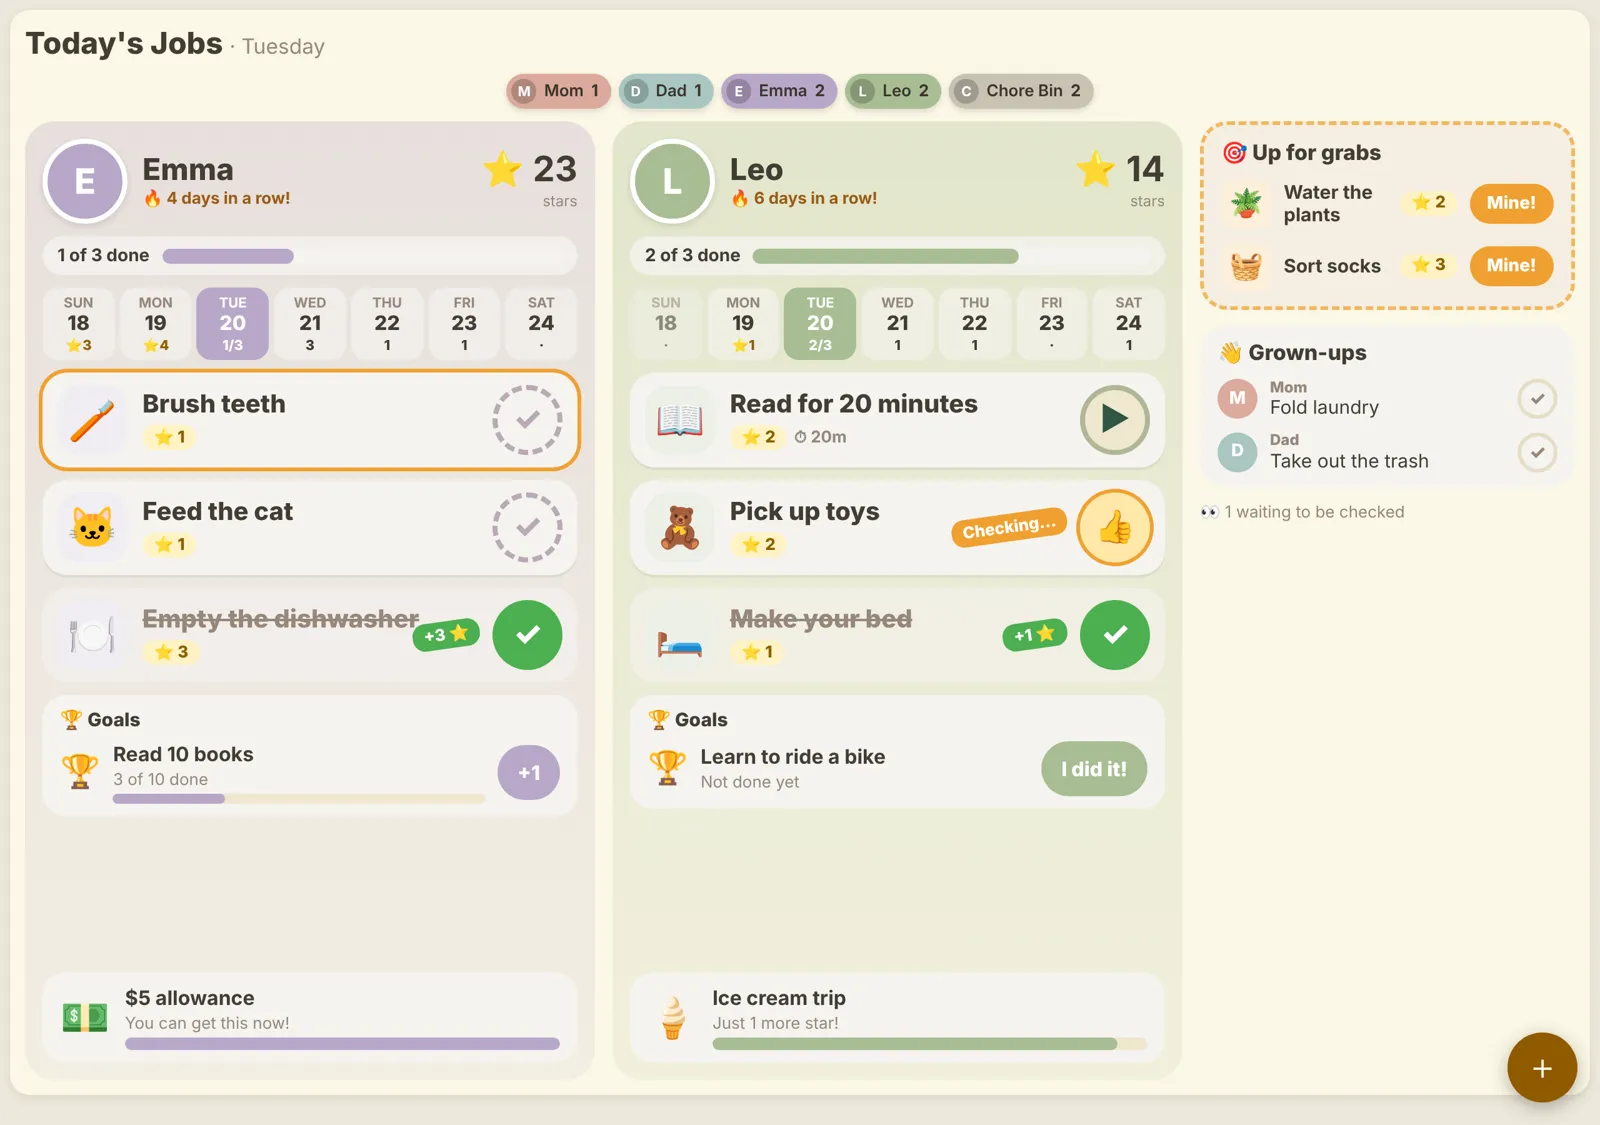 Today's Jobs · Tuesday
M Mom 1
D Dad 1
E Emma 2
L Leo 2
C Chore Bin 2
E
Emma
🔥 4 days in a row!
⭐ 23
stars
1 of 3 done
SUN 18 ⭐3
MON 19 ⭐4
TUE 20 1/3
WED 21 3
THU 22 1
FRI 23 1
SAT 24 ·
Brush teeth
⭐ 1
Feed the cat
⭐ 1
Empty the dishwasher
⭐ 3
+3 ⭐
🏆 Goals
Read 10 books
3 of 10 done
+1
$5 allowance
You can get this now!
L
Leo
🔥 6 days in a row!
⭐ 14
stars
2 of 3 done
SUN 18 ·
MON 19 ⭐1
TUE 20 2/3
WED 21 1
THU 22 1
FRI 23 ·
SAT 24 1
Read for 20 minutes
⭐ 2 ⏱ 20m
Pick up toys
⭐ 2
Checking...
Make your bed
⭐ 1
+1 ⭐
🏆 Goals
Learn to ride a bike
Not done yet
I did it!
Ice cream trip
Just 1 more star!
🎯 Up for grabs
Water the
plants
⭐ 2
Mine!
Sort socks
⭐ 3
Mine!
👋 Grown-ups
M
Mom
Fold laundry
D
Dad
Take out the trash
👀 1 waiting to be checked
+